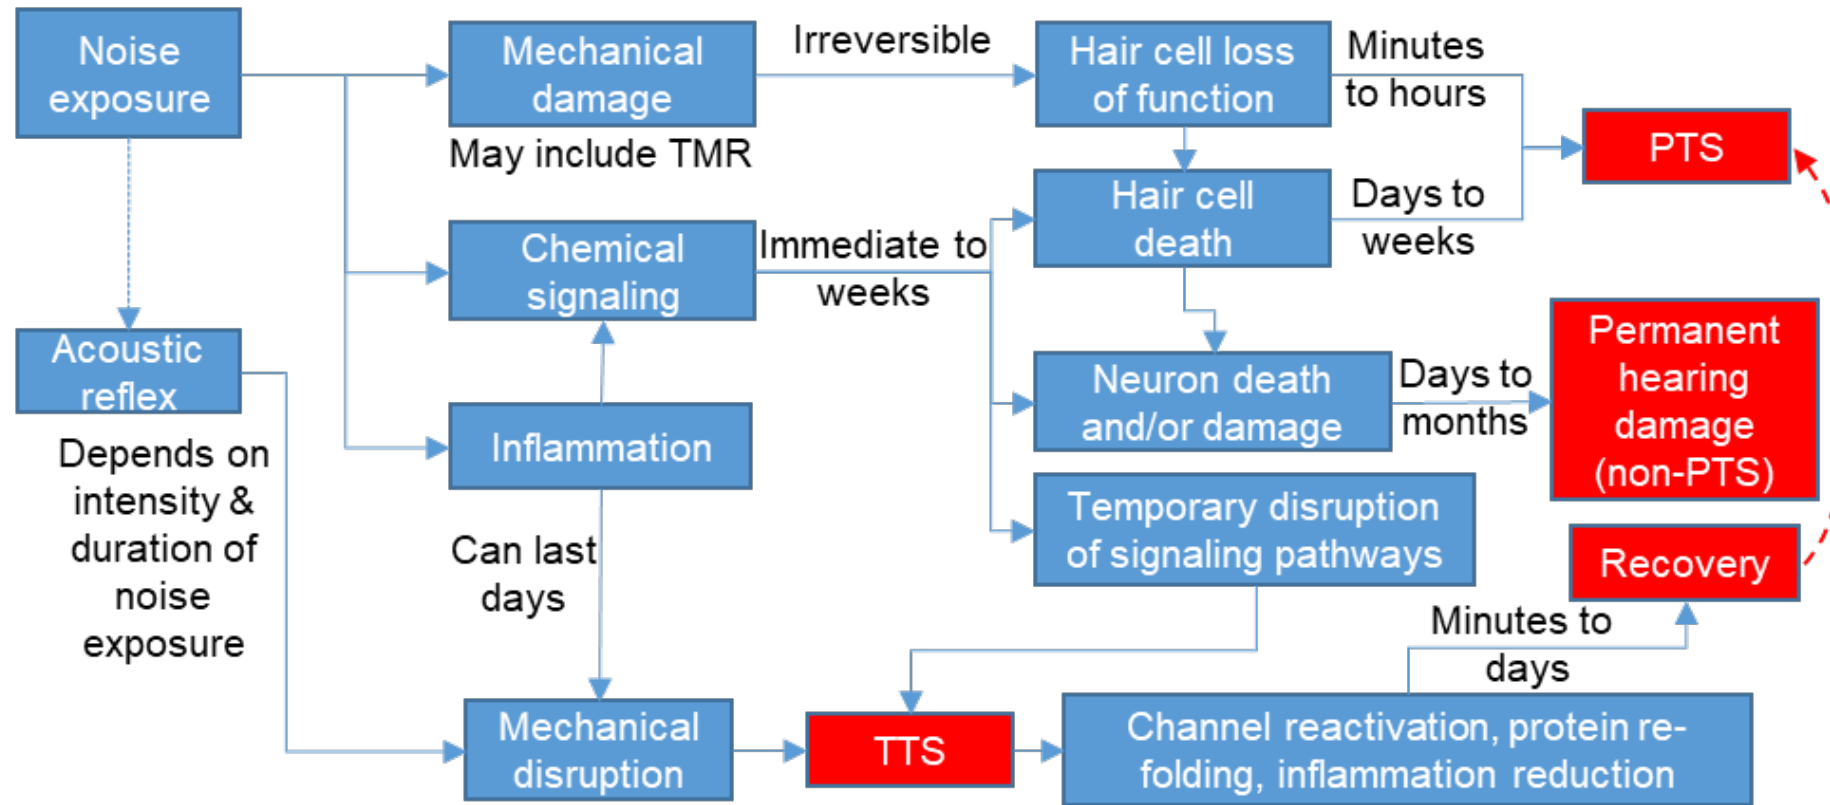 Noise
exposure
Mechanical
damage
May include TMR
Irreversible
Hair cell loss
of function
Minutes
to hours
PTS
Hair cell
death
Days to
weeks
Chemical
signaling
Immediate to
weeks
Acoustic
reflex
Depends on
intensity &
duration of
noise
exposure
Inflammation
Can last
days
Neuron death
and/or damage
Days to
months
Permanent
hearing
damage
(non-PTS)
Temporary disruption
of signaling pathways
Recovery
Minutes to
days
Mechanical
disruption
TTS
Channel reactivation, protein re-
folding, inflammation reduction